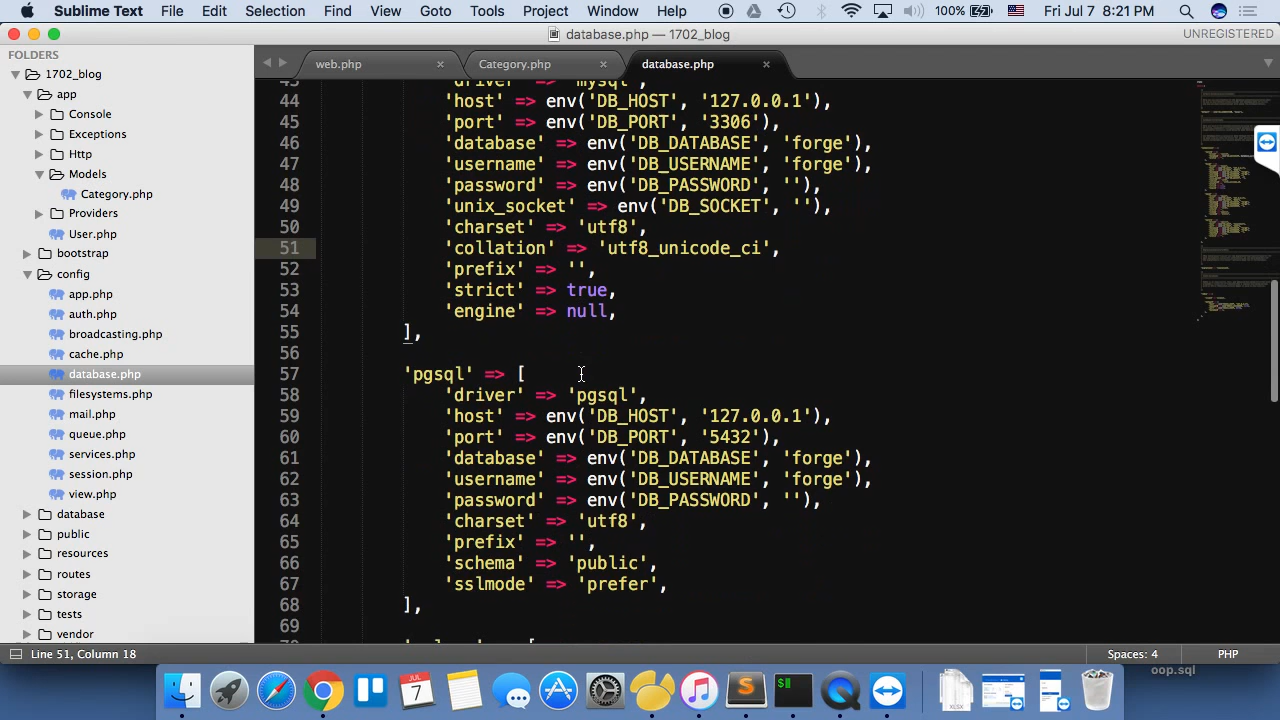 Sublime Text File Edit Selection Find View Goto Tools Project Window Help 100% Fri Jul 7 8:21 PM
database.php — 1702_blog
UNREGISTERED
FOLDERS
1702_blog
app
Console
Exceptions
Http
Models
Category.php
Providers
User.php
bootstrap
config
app.php
auth.php
broadcasting.php
cache.php
database.php
filesystems.php
mail.php
queue.php
services.php
session.php
view.php
database
public
resources
routes
storage
tests
vendor
web.php
Category.php
database.php
43 'driver' => 'mysql',
44 'host' => env('DB_HOST', '127.0.0.1'),
45 'port' => env('DB_PORT', '3306'),
46 'database' => env('DB_DATABASE', 'forge'),
47 'username' => env('DB_USERNAME', 'forge'),
48 'password' => env('DB_PASSWORD', ''),
49 'unix_socket' => env('DB_SOCKET', ''),
50 'charset' => 'utf8',
51 'collation' => 'utf8_unicode_ci',
52 'prefix' => '',
53 'strict' => true,
54 'engine' => null,
55 ],
56
57 'pgsql' => [
58 'driver' => 'pgsql',
59 'host' => env('DB_HOST', '127.0.0.1'),
60 'port' => env('DB_PORT', '5432'),
61 'database' => env('DB_DATABASE', 'forge'),
62 'username' => env('DB_USERNAME', 'forge'),
63 'password' => env('DB_PASSWORD', ''),
64 'charset' => 'utf8',
65 'prefix' => '',
66 'schema' => 'public',
67 'sslmode' => 'prefer',
68 ],
69
Line 51, Column 18
Spaces: 4
PHP
oop.sql
JUL
7
XLSX